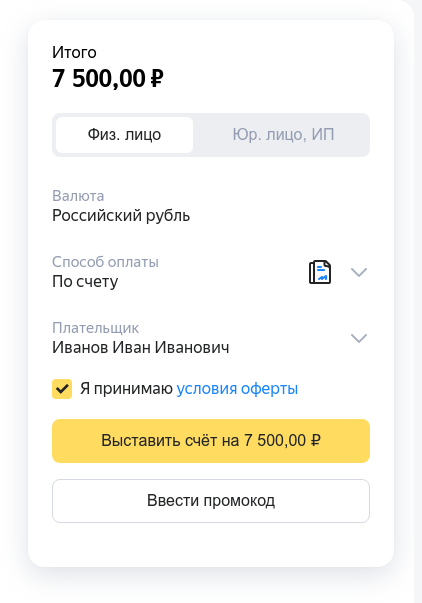 Итого
7 500,00 ₽
Физ. лицо
Юр. лицо, ИП
Валюта
Российский рубль
Способ оплаты
По счету
Плательщик
Иванов Иван Иванович
Я принимаю условия оферты
Выставить счёт на 7 500,00 ₽
Ввести промокод